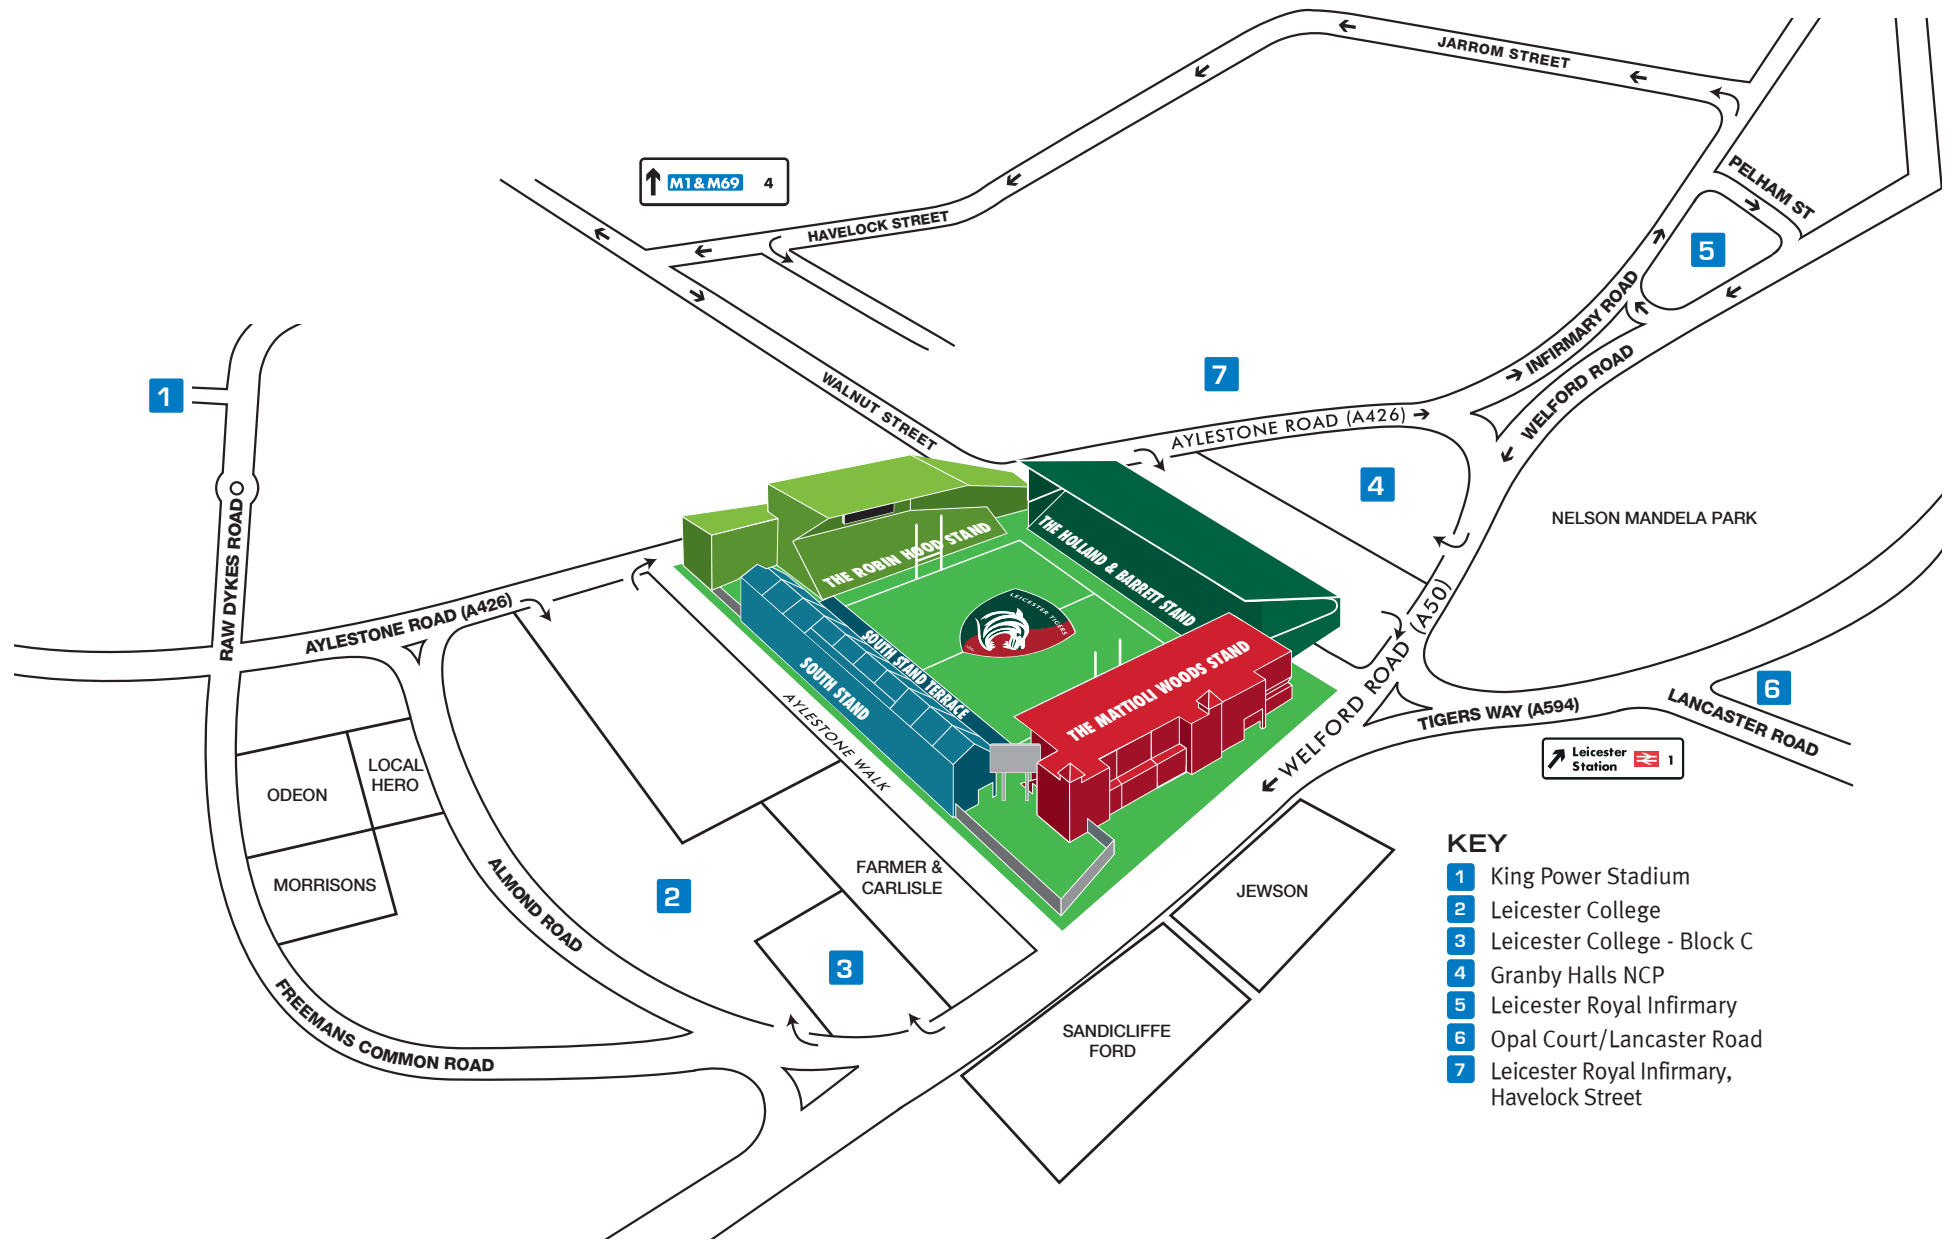 JARROM STREET
PELHAM ST
M1 & M69 4
HAVELOCK STREET
5
INFIRMARY ROAD
WELFORD ROAD
7
1
WALNUT STREET
AYLESTONE ROAD (A426)
4
NELSON MANDELA PARK
RAW DYKES ROAD
THE ROBIN HOOD STAND
THE HOLLAND & BARRETT STAND
LEICESTER TIGERS
AYLESTONE ROAD (A426)
SOUTH STAND TERRACE
SOUTH STAND
THE MATTIOLI WOODS STAND
WELFORD ROAD (A50)
6
AYLESTONE WALK
TIGERS WAY (A594)
LANCASTER ROAD
Leicester
Station 1
LOCAL
HERO
ODEON
MORRISONS
ALMOND ROAD
2
FARMER &
CARLISLE
JEWSON
3
FREEMANS COMMON ROAD
SANDICLIFFE
FORD
KEY
1 King Power Stadium
2 Leicester College
3 Leicester College - Block C
4 Granby Halls NCP
5 Leicester Royal Infirmary
6 Opal Court/Lancaster Road
7 Leicester Royal Infirmary,
Havelock Street